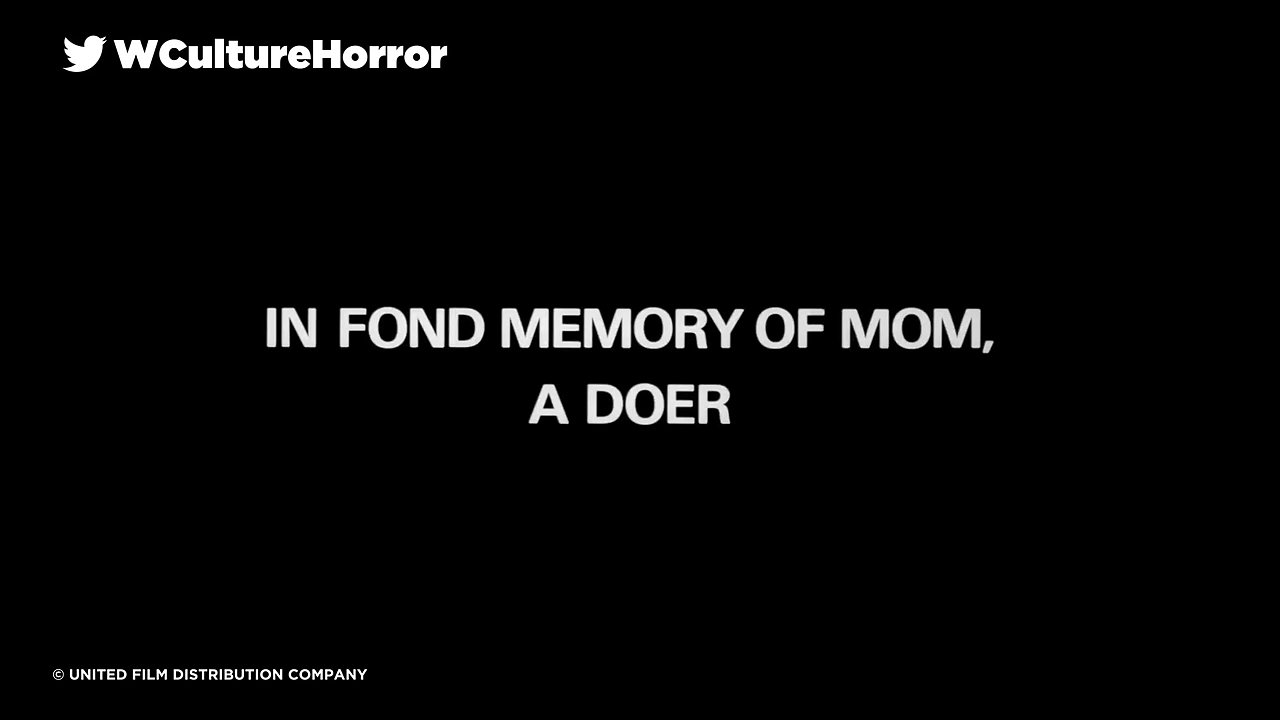 WCultureHorror
IN FOND MEMORY OF MOM,
A DOER
© UNITED FILM DISTRIBUTION COMPANY